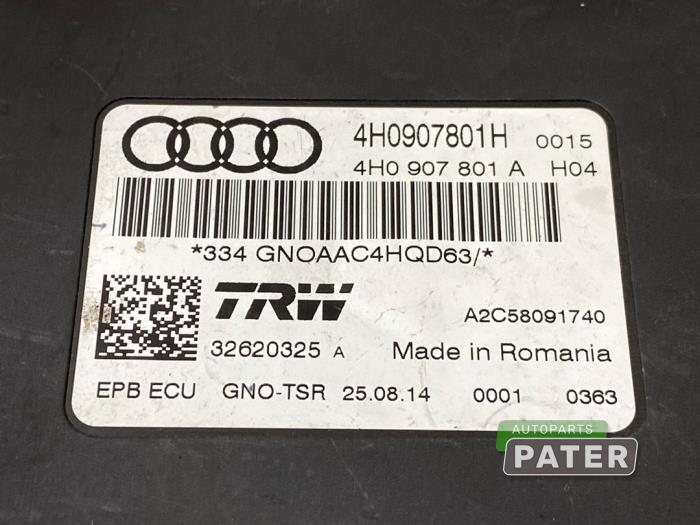 4H0907801H 0015
4H0 907 801 A H04
*334 GNOAAC4HQD63/*
TRW
A2C58091740
32620325 A Made in Romania
EPB ECU GNO-TSR 25.08.14 0001 0363
AUTOPARTS
PATER